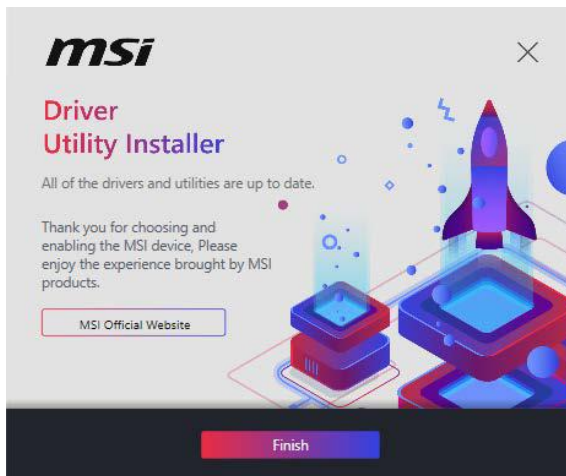 msi
Driver
Utility Installer
All of the drivers and utilities are up to date.
Thank you for choosing and
enabling the MSI device, Please
enjoy the experience brought by MSI
products.
MSI Official Website
Finish